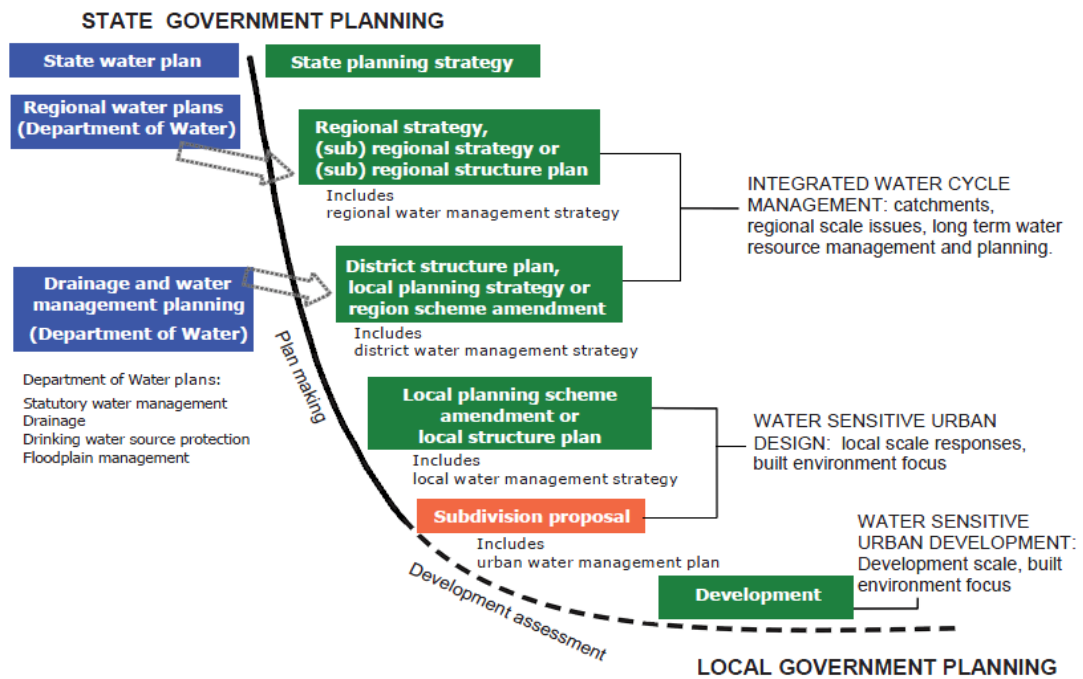 STATE  GOVERNMENT PLANNING
State water plan
State planning strategy
Regional water plans
(Department of Water)
Regional strategy,
(sub) regional strategy or
(sub) regional structure plan
Includes
regional water management strategy
INTEGRATED WATER CYCLE
MANAGEMENT: catchments,
regional scale issues, long term water
resource management and planning.
Drainage and water
management planning
(Department of Water)
District structure plan,
local planning strategy or
region scheme amendment
Includes
district water management strategy
Plan making
Department of Water plans:
Statutory water management
Drainage
Drinking water source protection
Floodplain management
Local planning scheme
amendment or
local structure plan
Includes
local water management strategy
WATER SENSITIVE URBAN
DESIGN:  local scale responses,
built environment focus
Subdivision proposal
Includes
urban water management plan
WATER SENSITIVE
URBAN DEVELOPMENT:
Development scale, built
environment focus
Development assessment
Development
LOCAL GOVERNMENT PLANNING